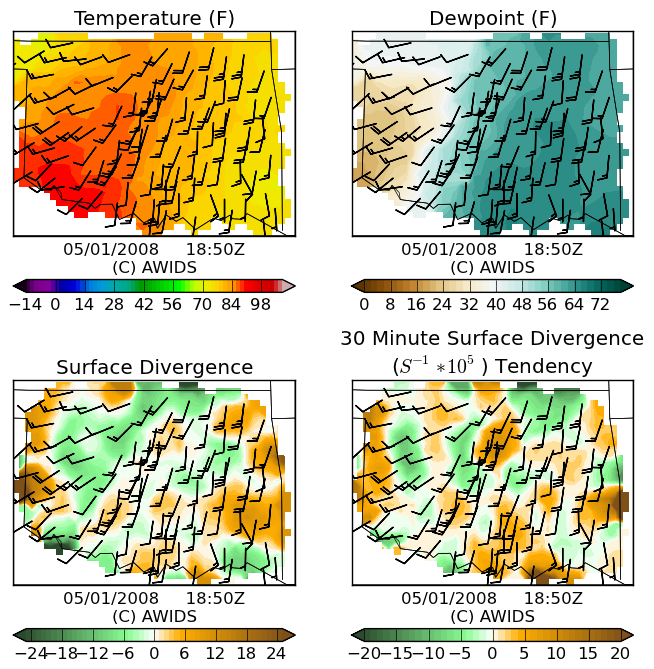 Temperature (F)
Dewpoint (F)
05/01/2008 18:50Z
(C) AWIDS
05/01/2008 18:50Z
(C) AWIDS
−14 0 14 28 42 56 70 84 98
0 8 16 24 32 40 48 56 64 72
Surface Divergence
30 Minute Surface Divergence
(S⁻¹ *10⁵ ) Tendency
05/01/2008 18:50Z
(C) AWIDS
05/01/2008 18:50Z
(C) AWIDS
−24 −18 −12 −6 0 6 12 18 24
−20 −15 −10 −5 0 5 10 15 20